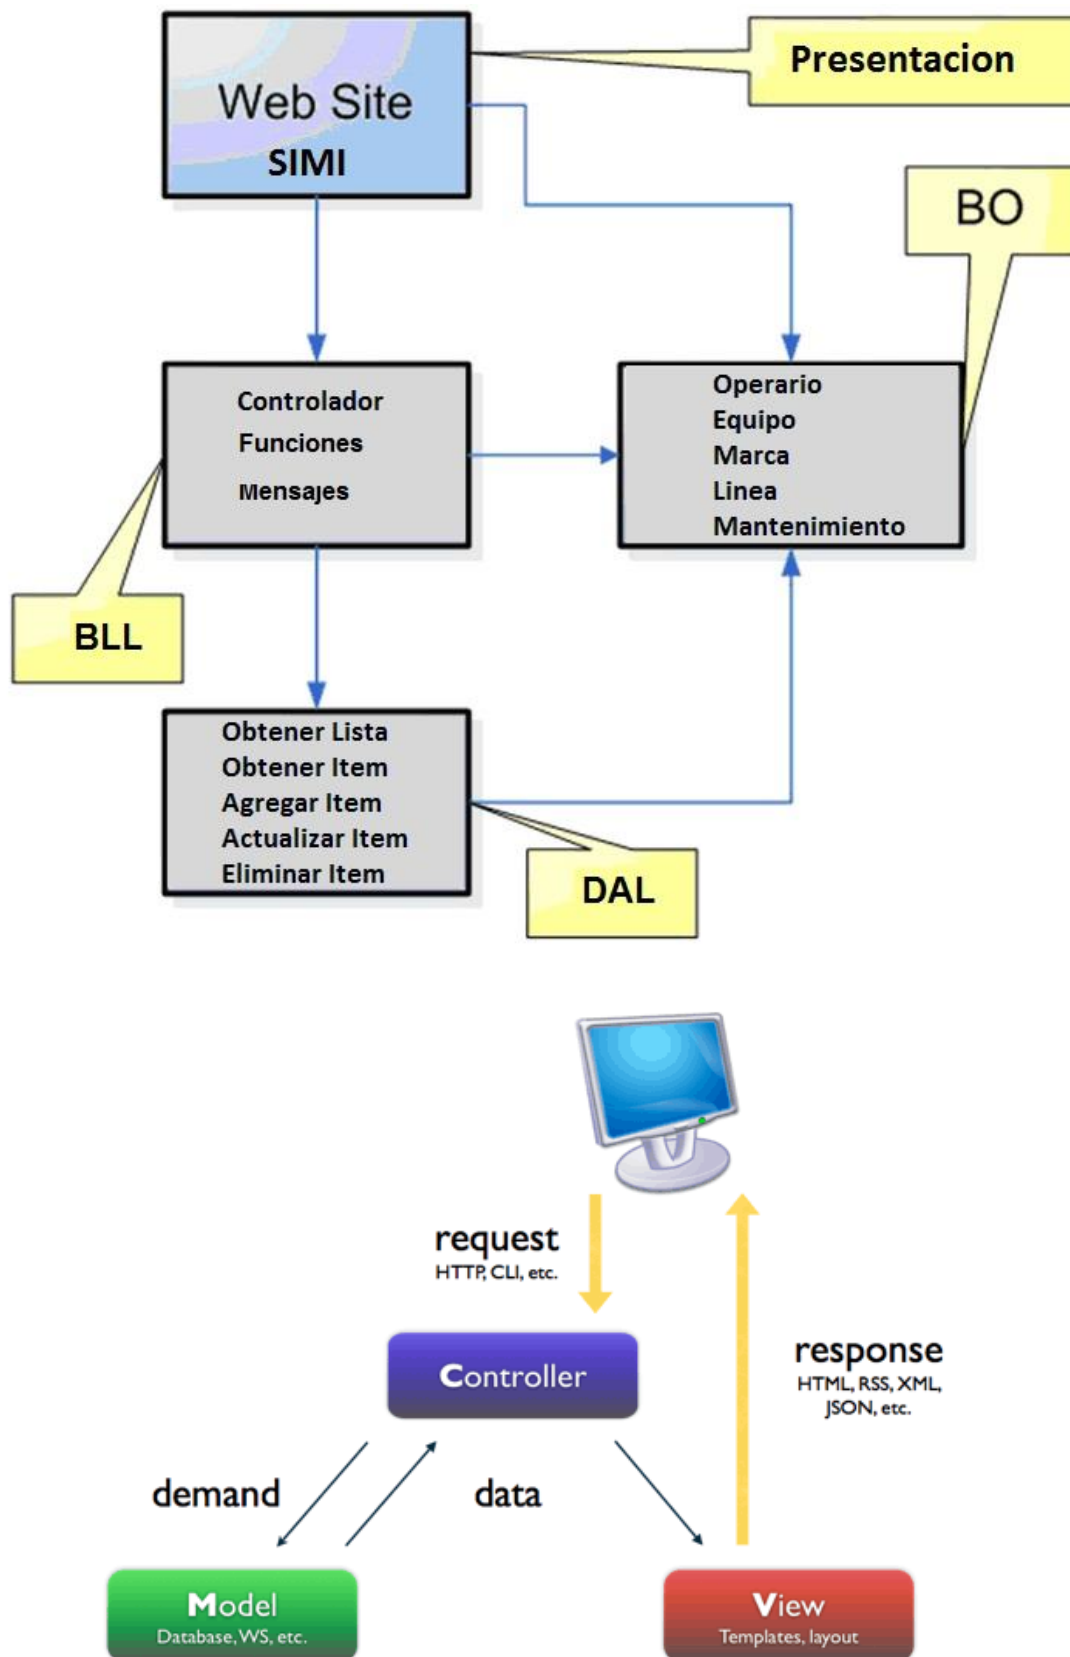 Presentacion
Web Site
SIMI
BO
Controlador
Funciones
Mensajes
Operario
Equipo
Marca
Linea
Mantenimiento
BLL
Obtener Lista
Obtener Item
Agregar Item
Actualizar Item
Eliminar Item
DAL
request
HTTP, CLI, etc.
Controller
response
HTML, RSS, XML,
JSON, etc.
demand
data
Model
Database, WS, etc.
View
Templates, layout